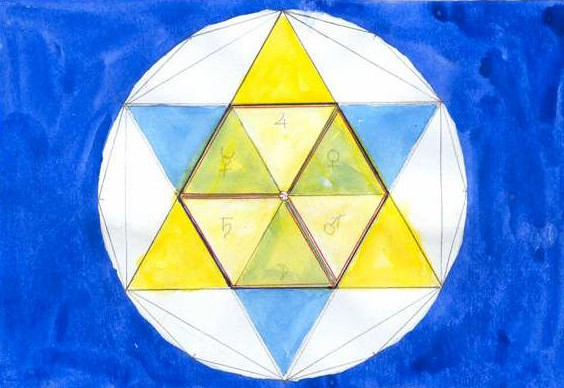 ♃
☿ ♀
♄ ♂
☽